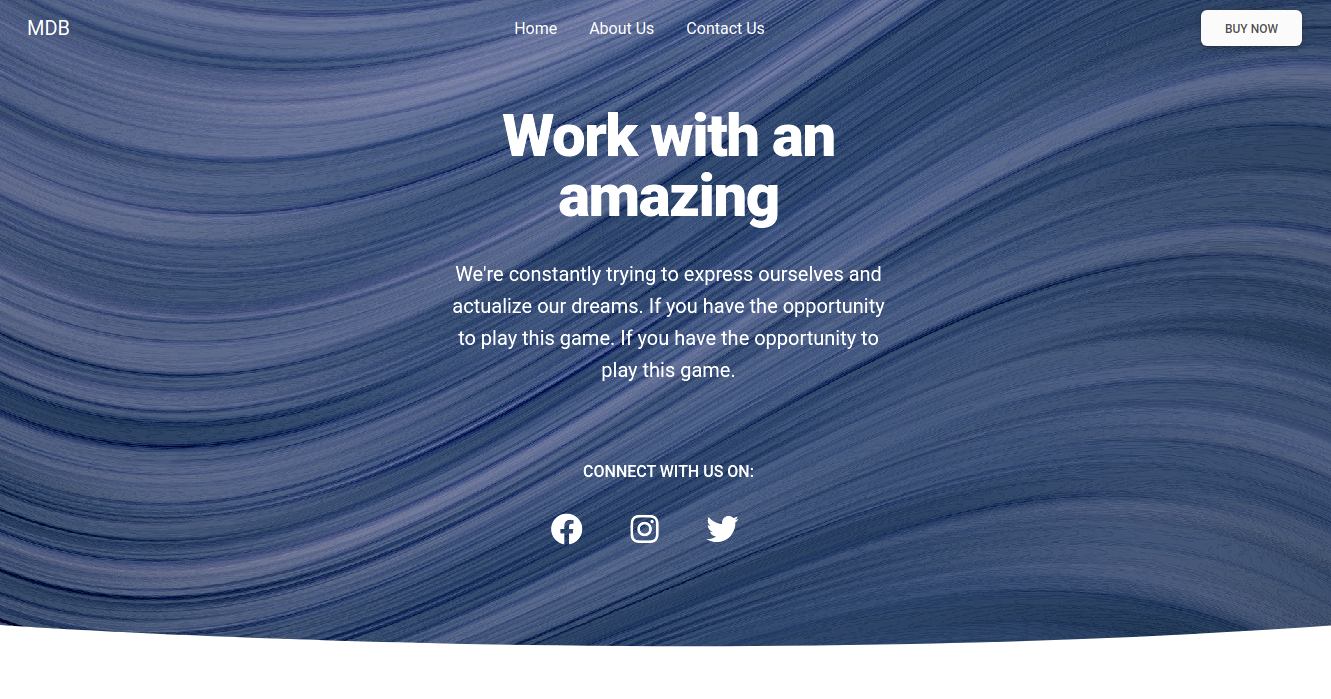 MDB
Home About Us Contact Us
BUY NOW
Work with an
amazing
We're constantly trying to express ourselves and
actualize our dreams. If you have the opportunity
to play this game. If you have the opportunity to
play this game.
CONNECT WITH US ON: